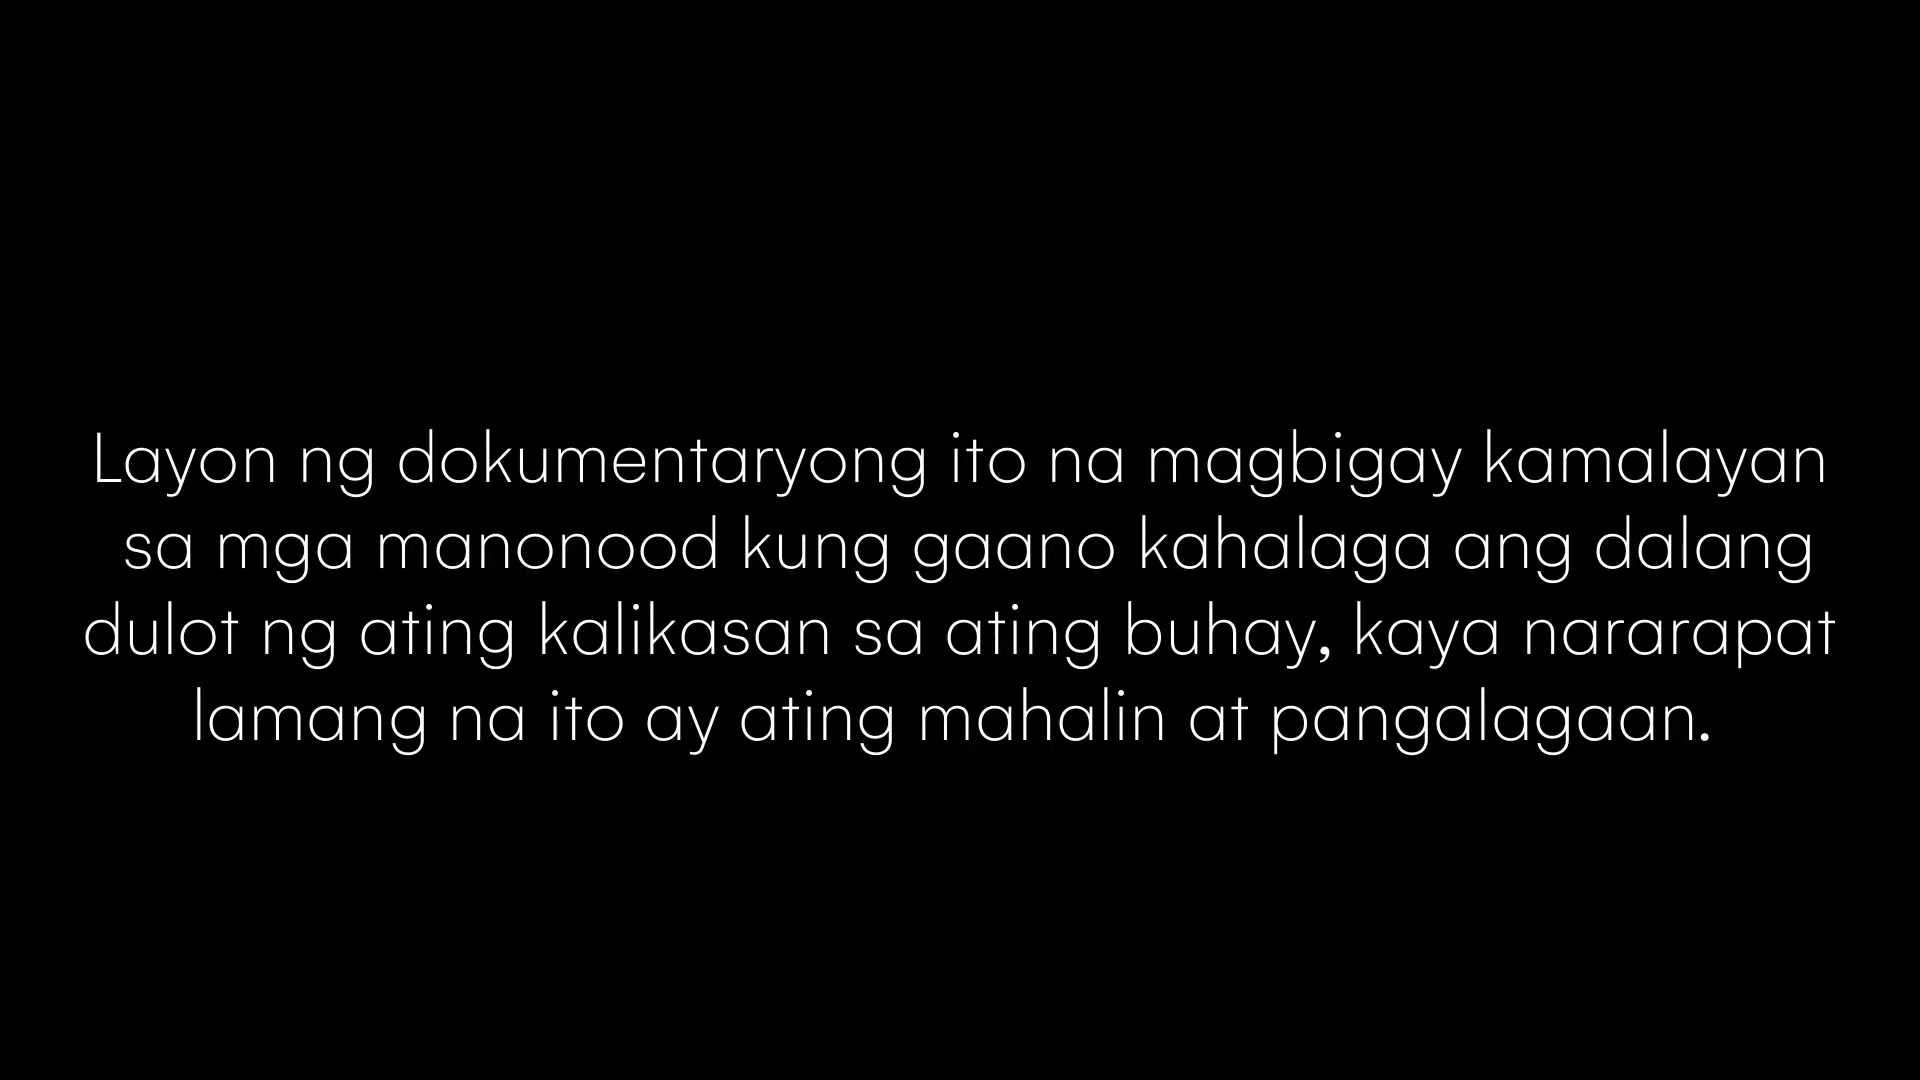 Layon ng dokumentaryong ito na magbigay kamalayan
sa mga manonood kung gaano kahalaga ang dalang
dulot ng ating kalikasan sa ating buhay, kaya nararapat
lamang na ito ay ating mahalin at pangalagaan.